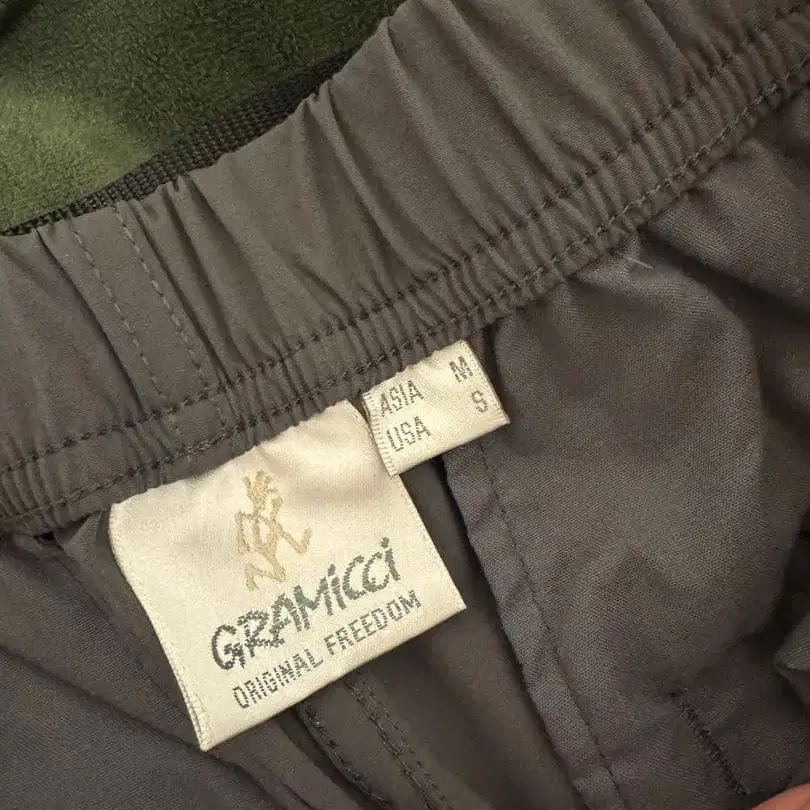 ASIA M
USA S
GRAMiCCi
ORIGINAL FREEDOM